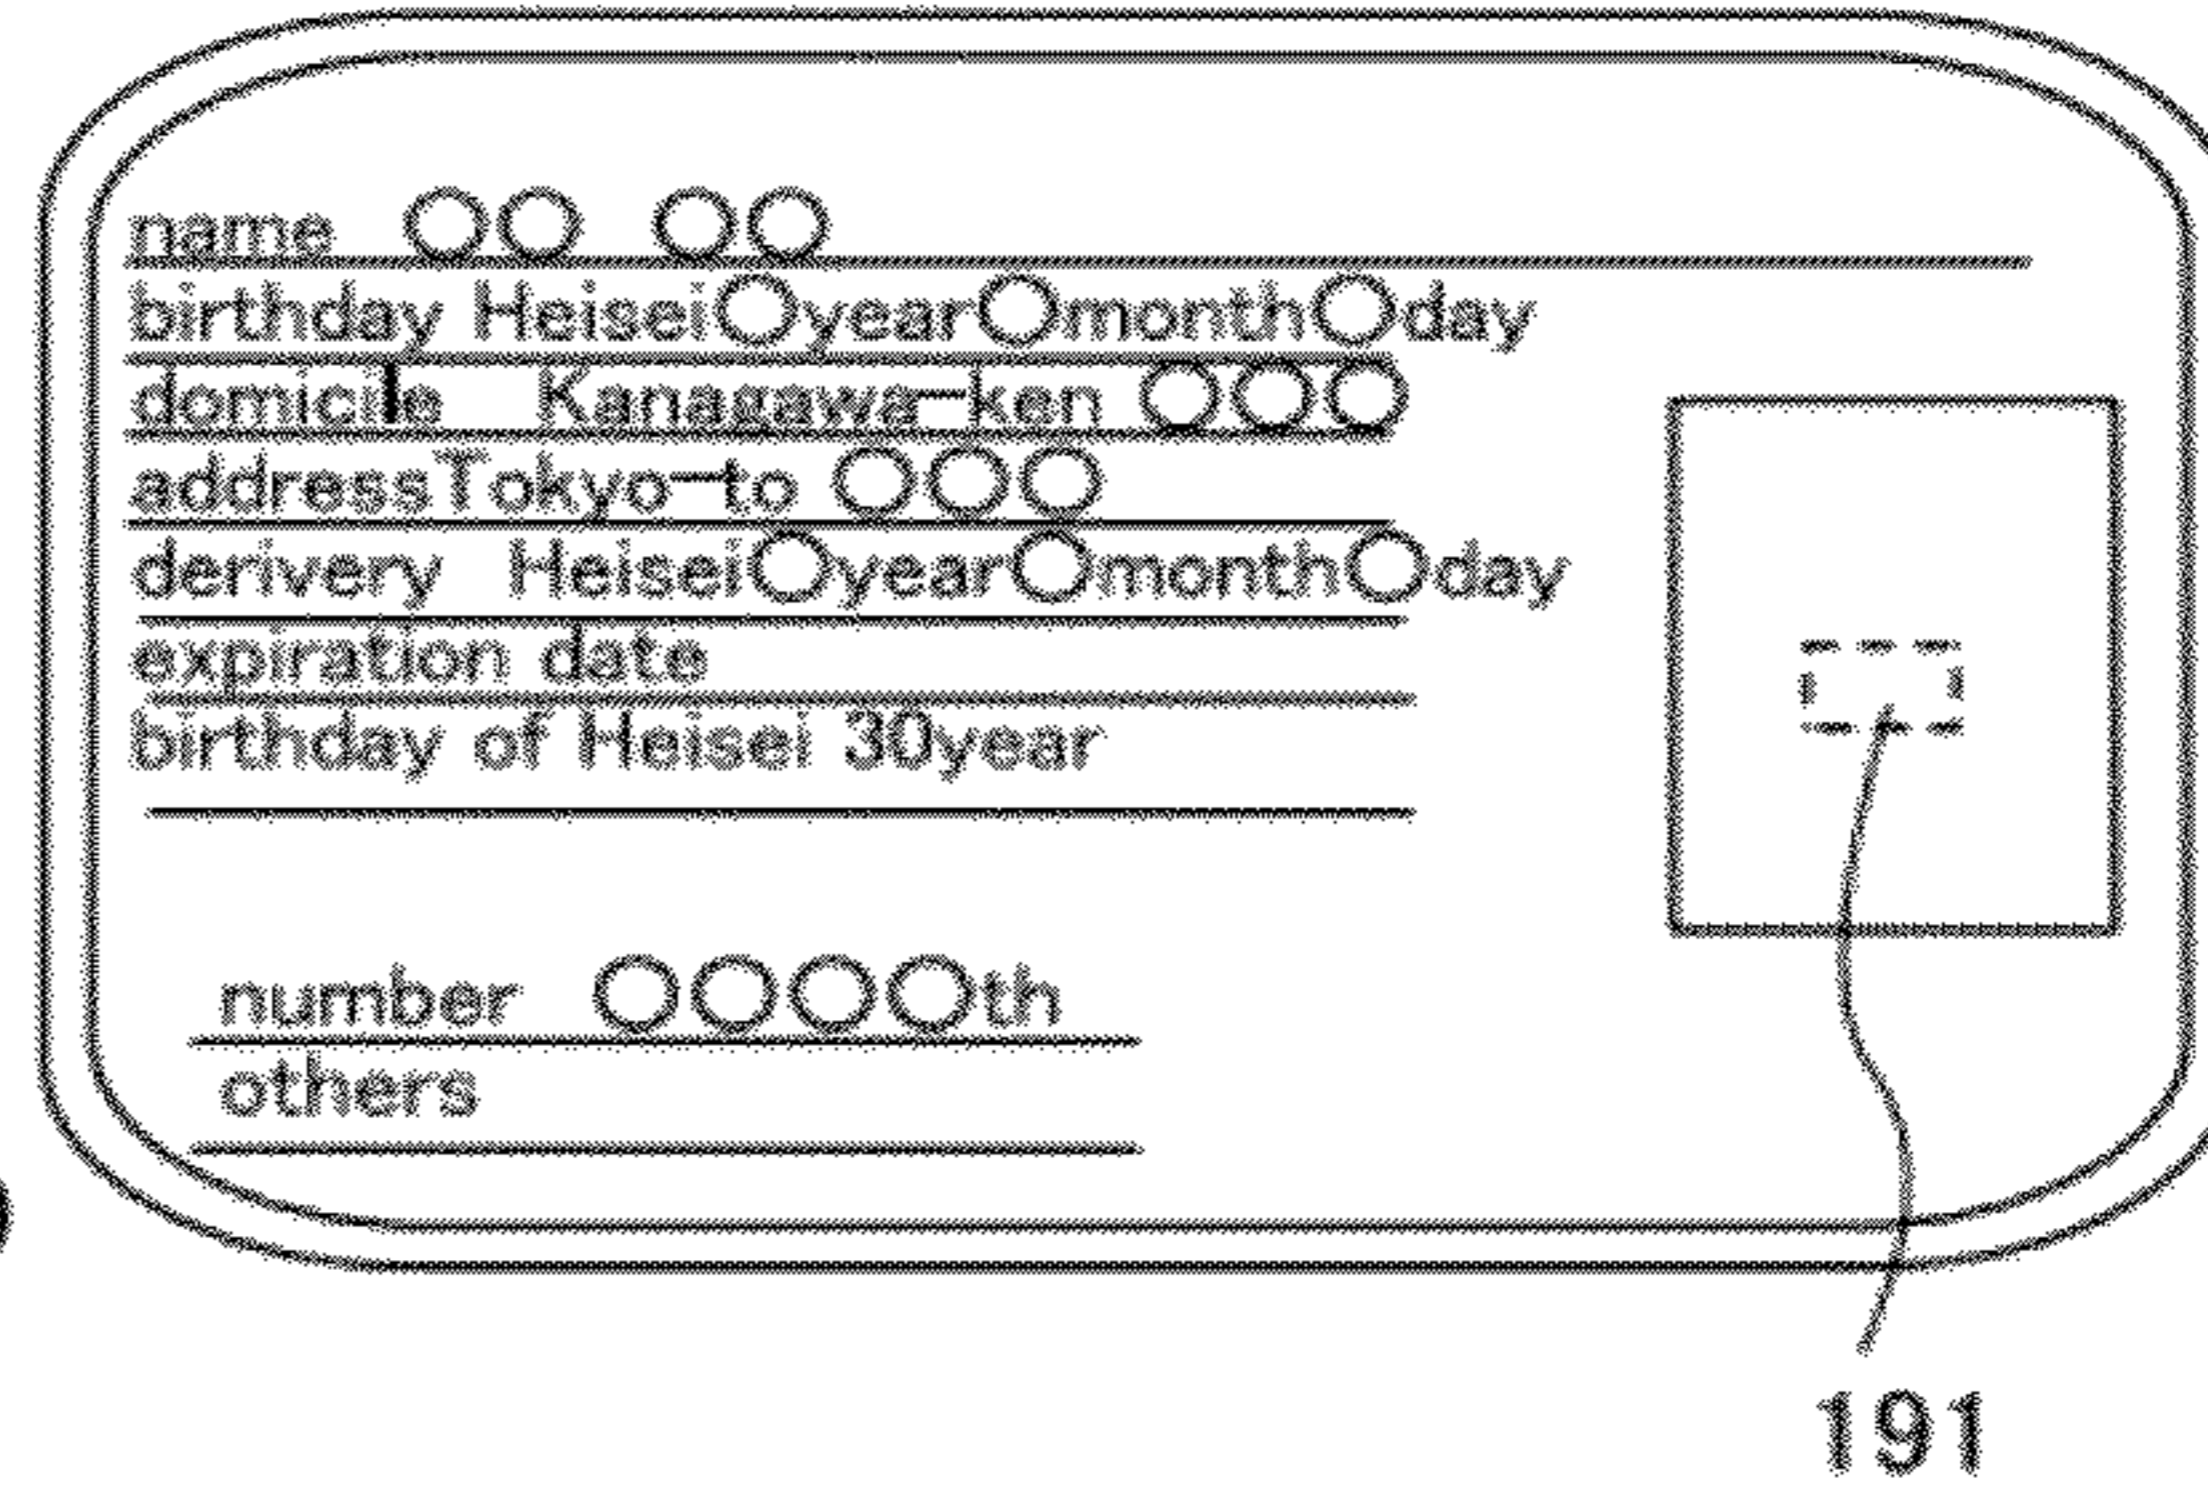 name ○○ ○○
birthday Heisei○year○month○day
domicile Kanagawa-ken ○○○
addressTokyo-to ○○○
derivery Heisei○year○month○day
expiration date
birthday of Heisei 30year
number ○○○○th
others
191